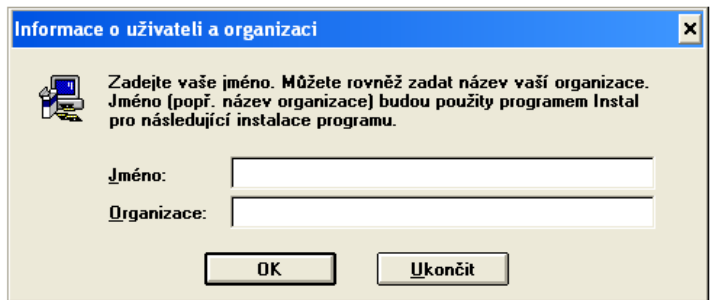 Informace o uživateli a organizaci
Zadejte vaše jméno. Můžete rovněž zadat název vaší organizace.
Jméno (popř. název organizace) budou použity programem Instal
pro následující instalace programu.
Jméno:
Organizace:
OK Ukončit